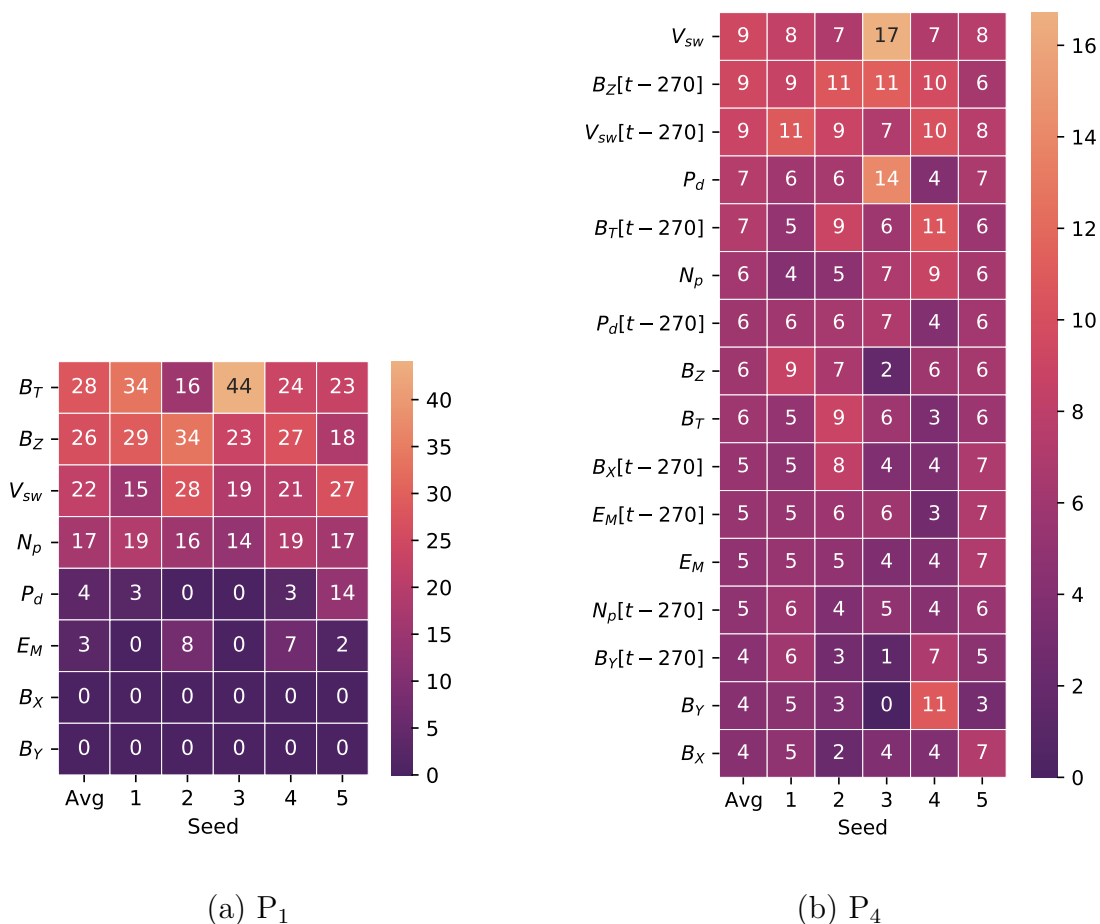 B_T 28 34 16 44 24 23
B_Z 26 29 34 23 27 18
V_sw 22 15 28 19 21 27
N_p 17 19 16 14 19 17
P_d 4 3 0 0 3 14
E_M 3 0 8 0 7 2
B_X 0 0 0 0 0 0
B_Y 0 0 0 0 0 0
Avg 1 2 3 4 5
Seed
40
35
30
25
20
15
10
5
0
(a) P_1
V_sw 9 8 7 17 7 8
B_Z[t − 270] 9 9 11 11 10 6
V_sw[t − 270] 9 11 9 7 10 8
P_d 7 6 6 14 4 7
B_T[t − 270] 7 5 9 6 11 6
N_p 6 4 5 7 9 6
P_d[t − 270] 6 6 6 7 4 6
B_Z 6 9 7 2 6 6
B_T 6 5 9 6 3 6
B_X[t − 270] 5 5 8 4 4 7
E_M[t − 270] 5 5 6 6 3 7
E_M 5 5 5 4 4 7
N_p[t − 270] 5 6 4 5 4 6
B_Y[t − 270] 4 6 3 1 7 5
B_Y 4 5 3 0 11 3
B_X 4 5 2 4 4 7
Avg 1 2 3 4 5
Seed
16
14
12
10
8
6
4
2
0
(b) P_4